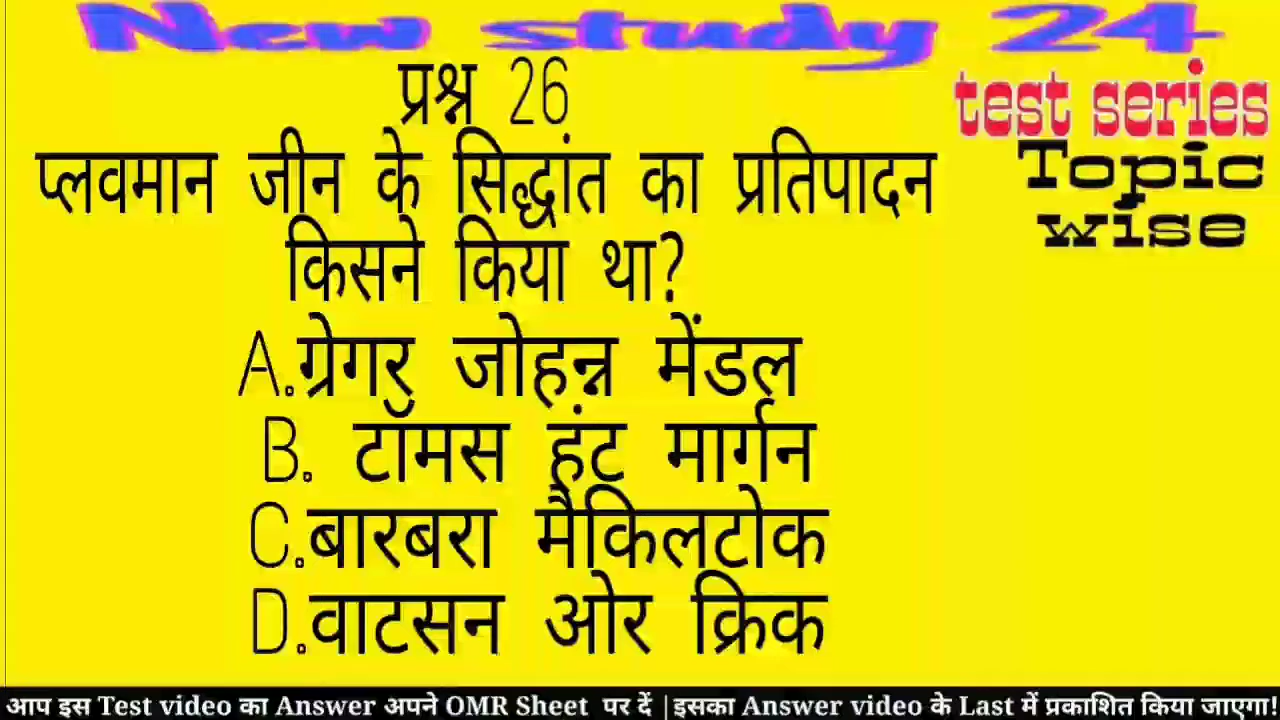 New study 24
प्रश्न 26
test series
Topic
wise
प्लवमान जीन के सिद्धांत का प्रतिपादन
किसने किया था?
A.ग्रेगर जोहन्न मेंडल
B. टॉमस हंट मार्गन
C.बारबरा मैकिलटोक
D.वाटसन ओर क्रिक
आप इस Test video का Answer अपने OMR Sheet पर दें |इसका Answer video के Last में प्रकाशित किया जाएगा!